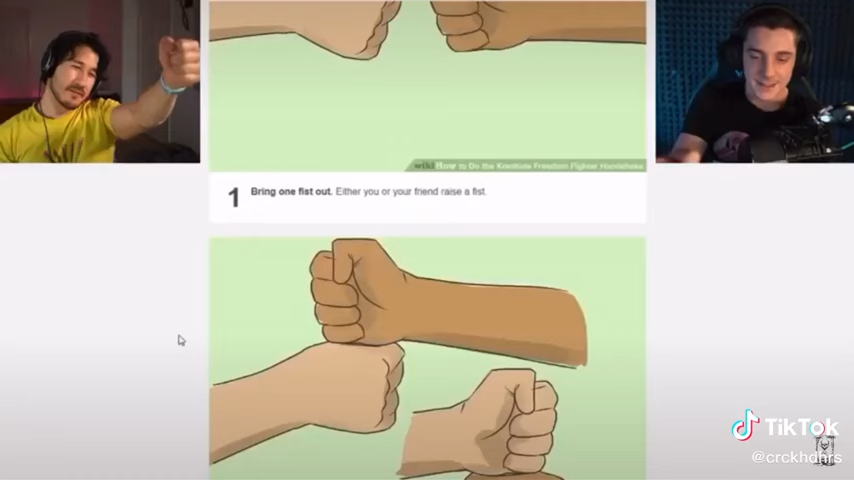 wikiHow to Do the Kronhide Freedom Fighter Handshake
1 Bring one fist out. Either you or your friend raise a fist.
TikTok
@crckhdhrs